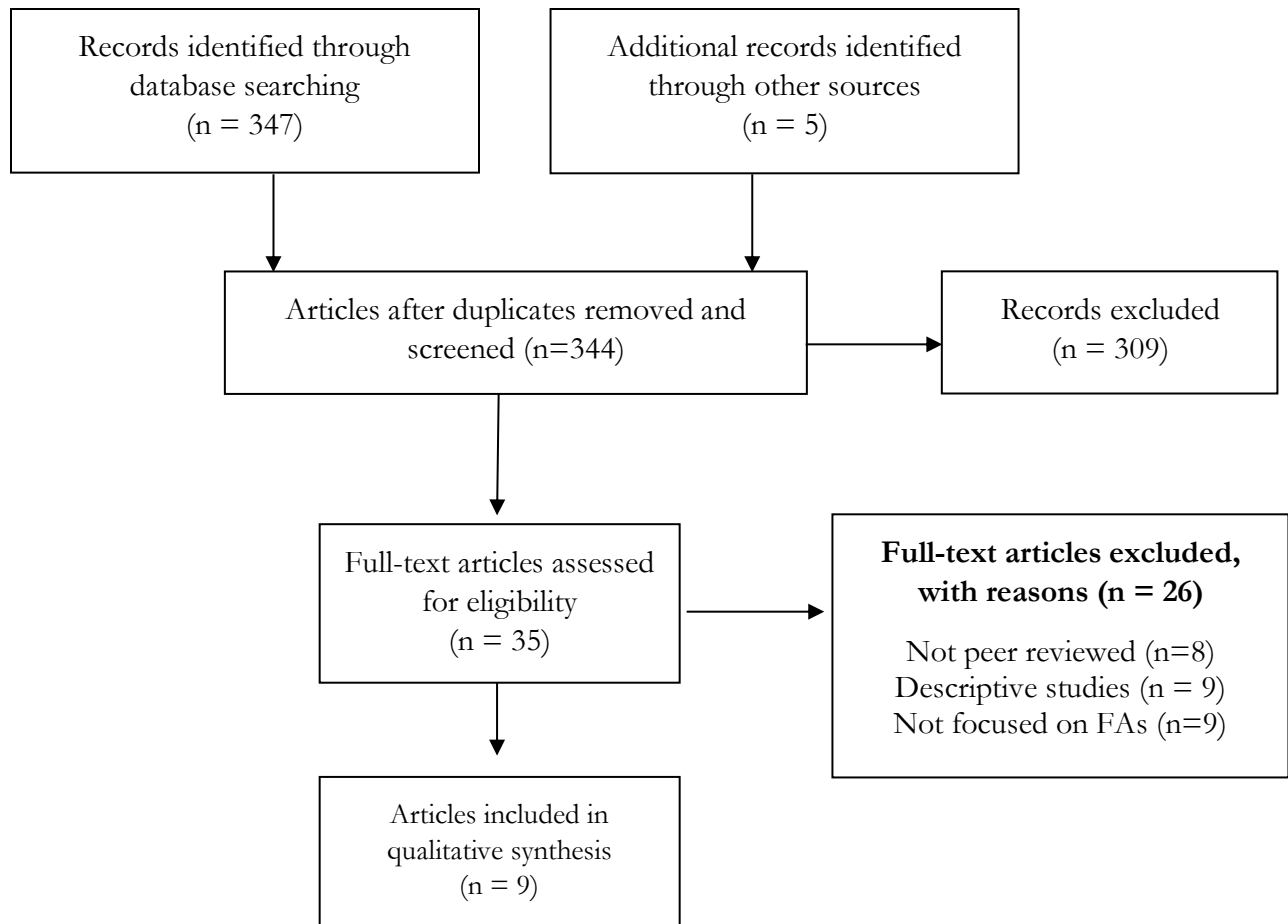 Records identified through
database searching
(n = 347)
Additional records identified
through other sources
(n = 5)
Articles after duplicates removed and
screened (n=344)
Records excluded
(n = 309)
Full-text articles assessed
for eligibility
(n = 35)
Full-text articles excluded,
with reasons (n = 26)
Not peer reviewed (n=8)
Descriptive studies (n = 9)
Not focused on FAs (n=9)
Articles included in
qualitative synthesis
(n = 9)